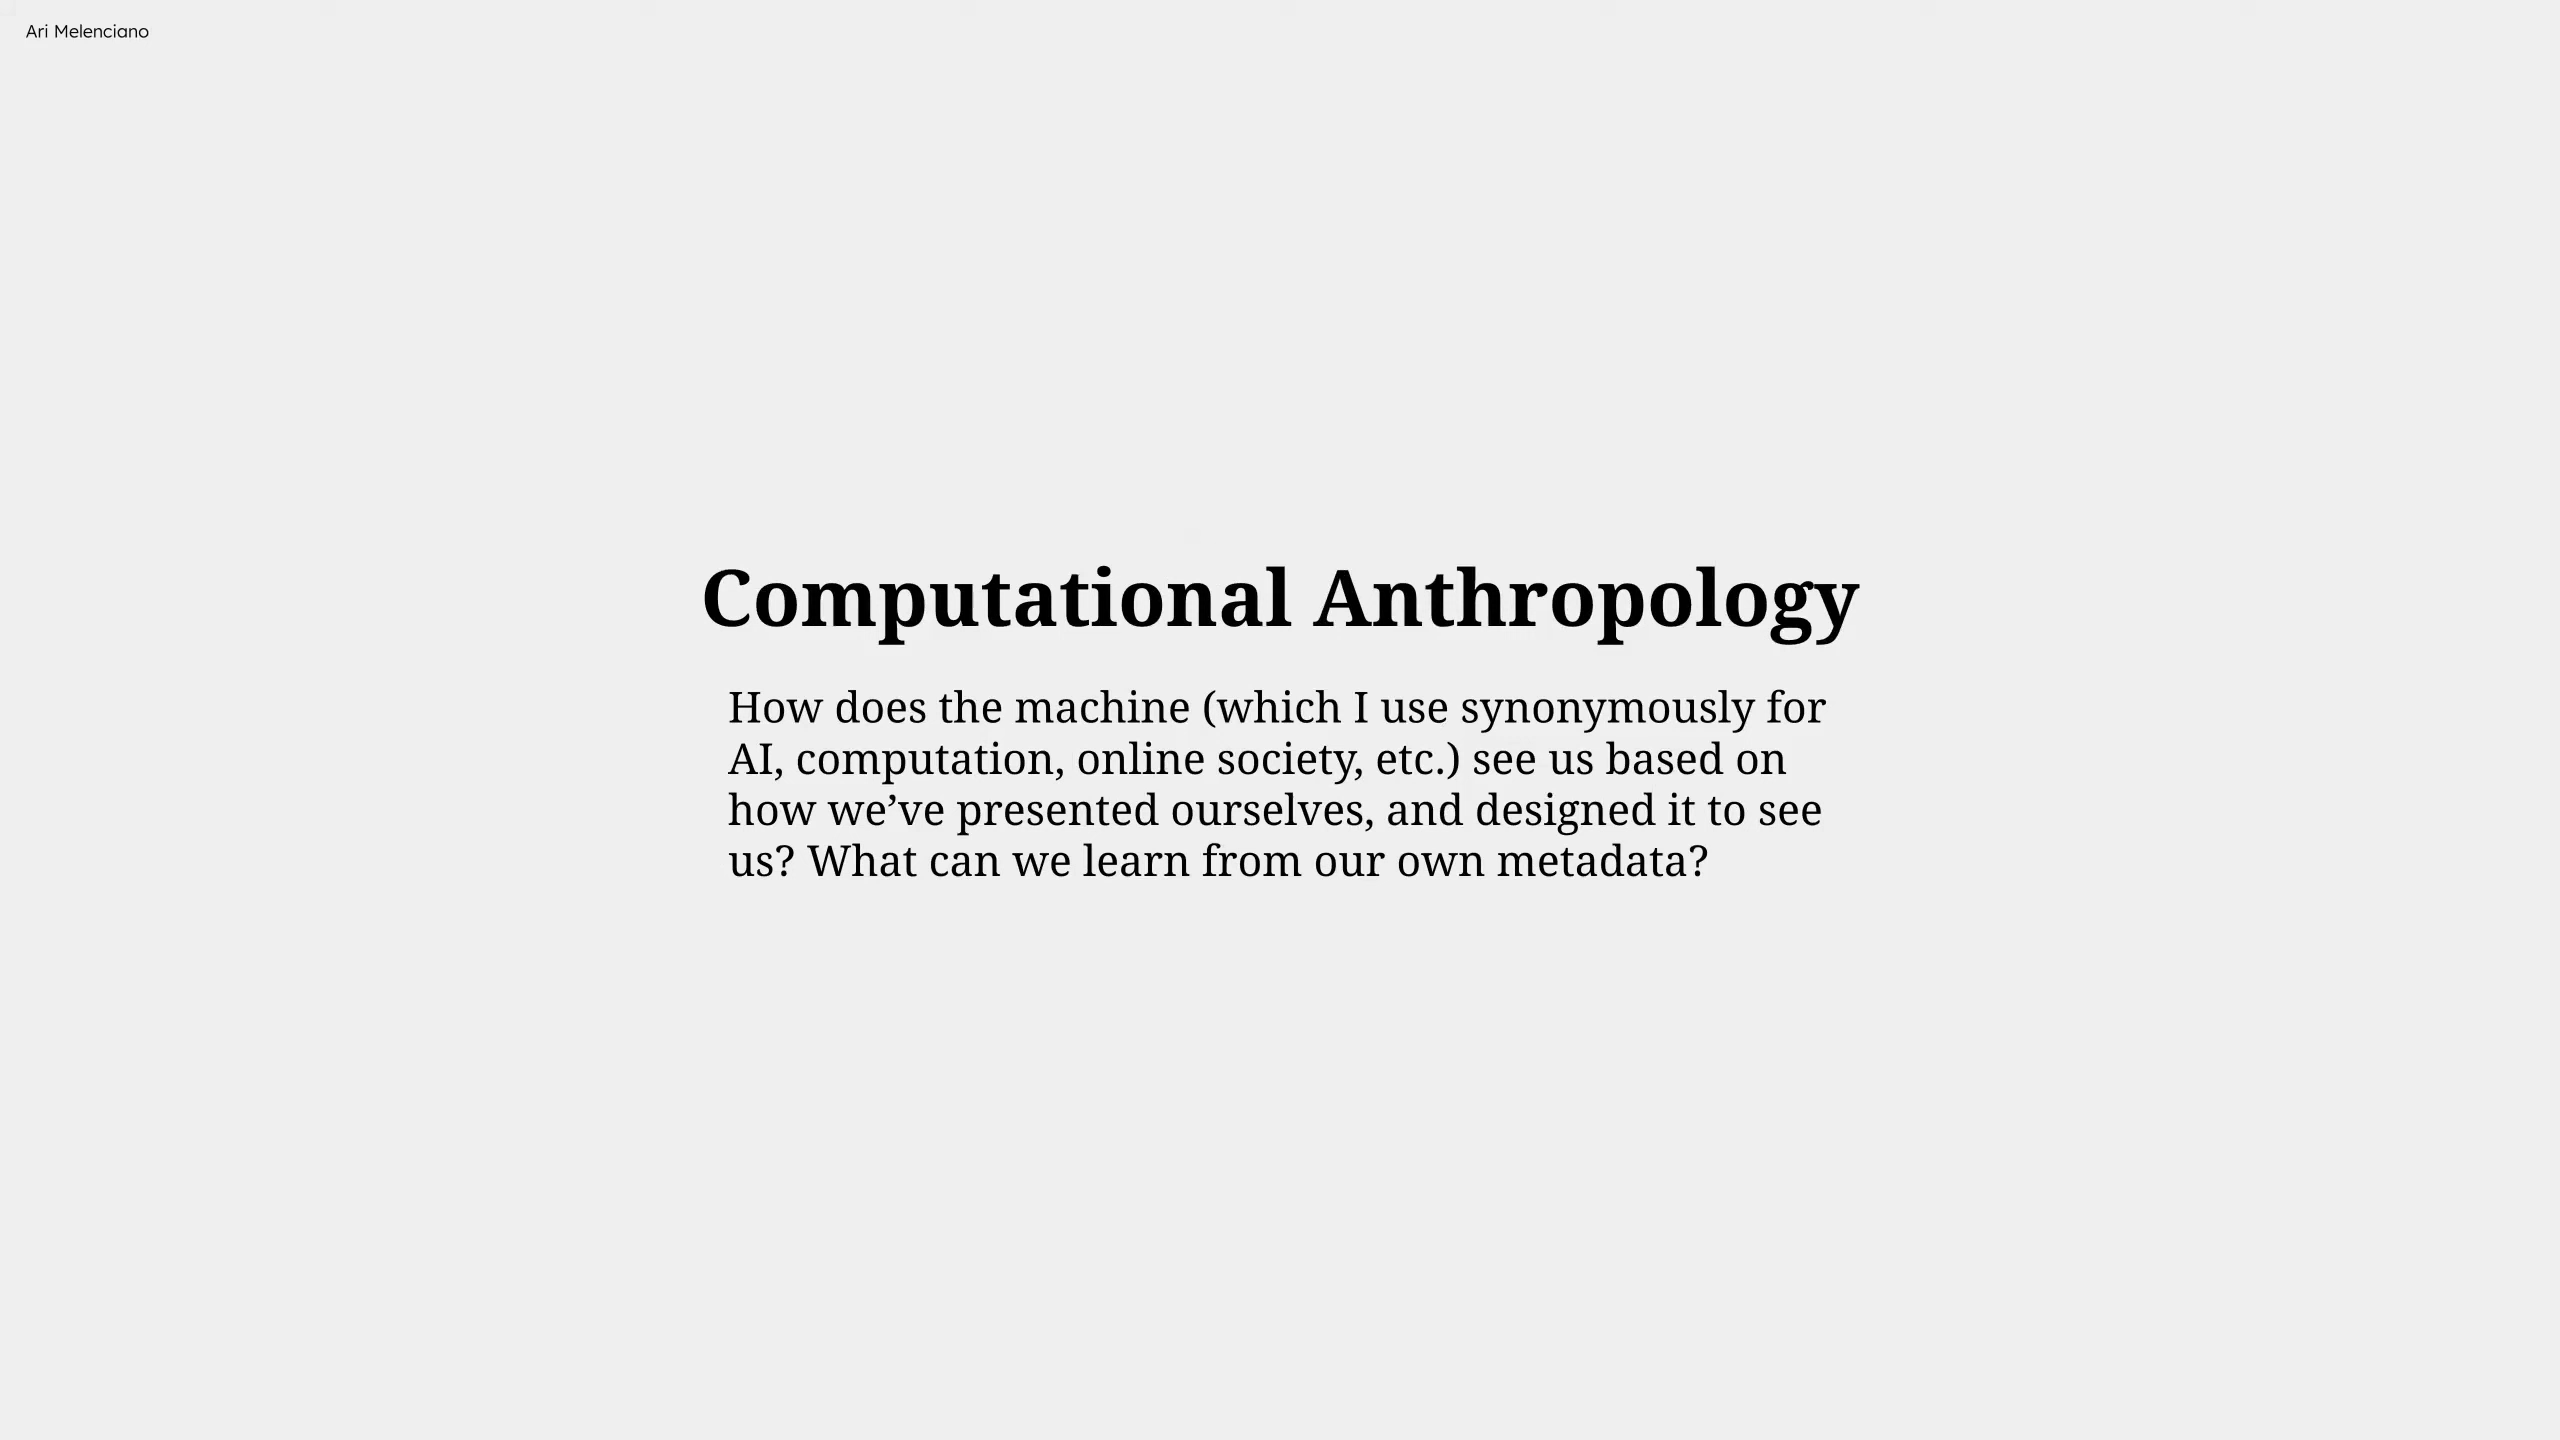 Ari Melenciano
Computational Anthropology
How does the machine (which I use synonymously for
AI, computation, online society, etc.) see us based on
how we’ve presented ourselves, and designed it to see
us? What can we learn from our own metadata?